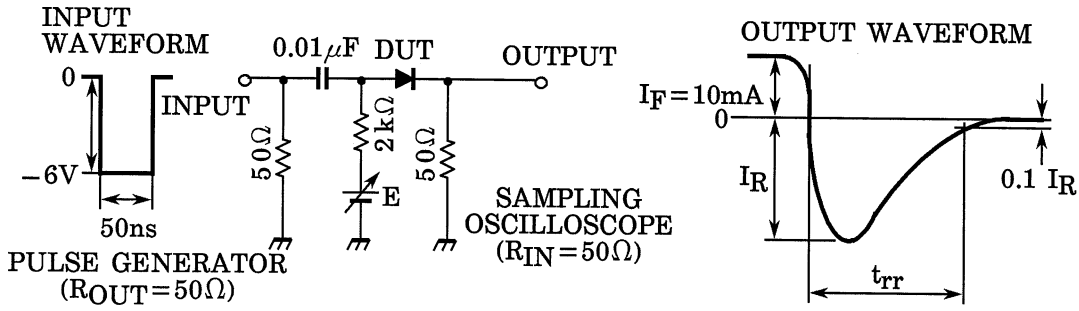 INPUT
WAVEFORM
0
−6V
50ns
PULSE GENERATOR
(ROUT=50Ω)
INPUT
0.01μF
DUT
OUTPUT
50Ω
2kΩ
E
50Ω
SAMPLING
OSCILLOSCOPE
(RIN=50Ω)
OUTPUT WAVEFORM
IF=10mA
0
IR
0.1 IR
trr